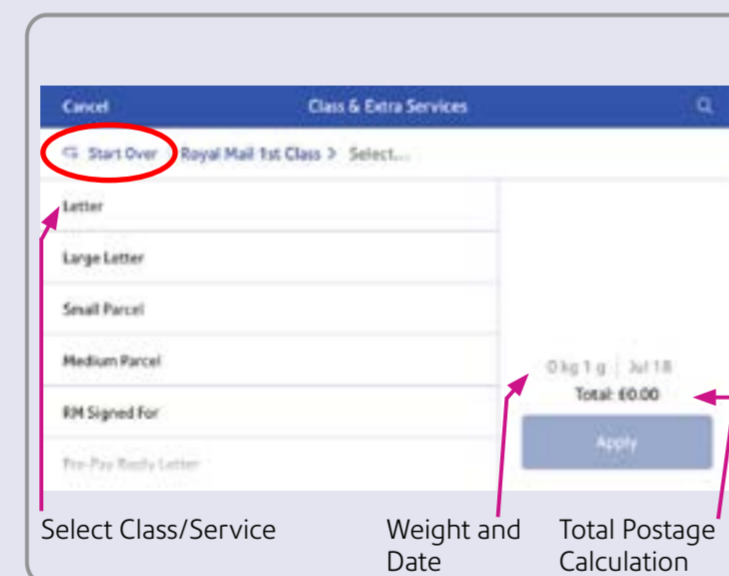 Cancel Class & Extra Services
Start Over Royal Mail 1st Class > Select...
Letter
Large Letter
Small Parcel
Medium Parcel
0 kg 1 g | Jul 18
Total: £0.00
RM Signed For
Apply
Pre-Pay Reply Letter
Select Class/Service
Weight and
Date
Total Postage
Calculation